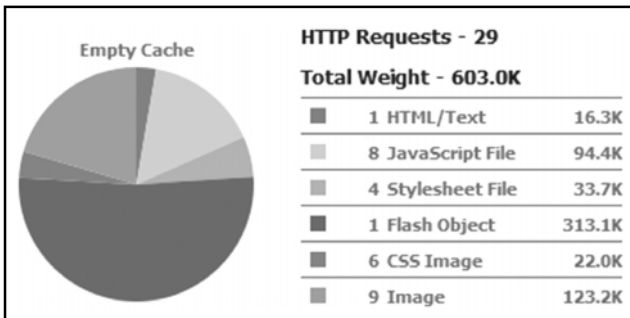 Empty Cache
HTTP Requests - 29
Total Weight - 603.0K
1 HTML/Text 16.3K
8 JavaScript File 94.4K
4 Stylesheet File 33.7K
1 Flash Object 313.1K
6 CSS Image 22.0K
9 Image 123.2K